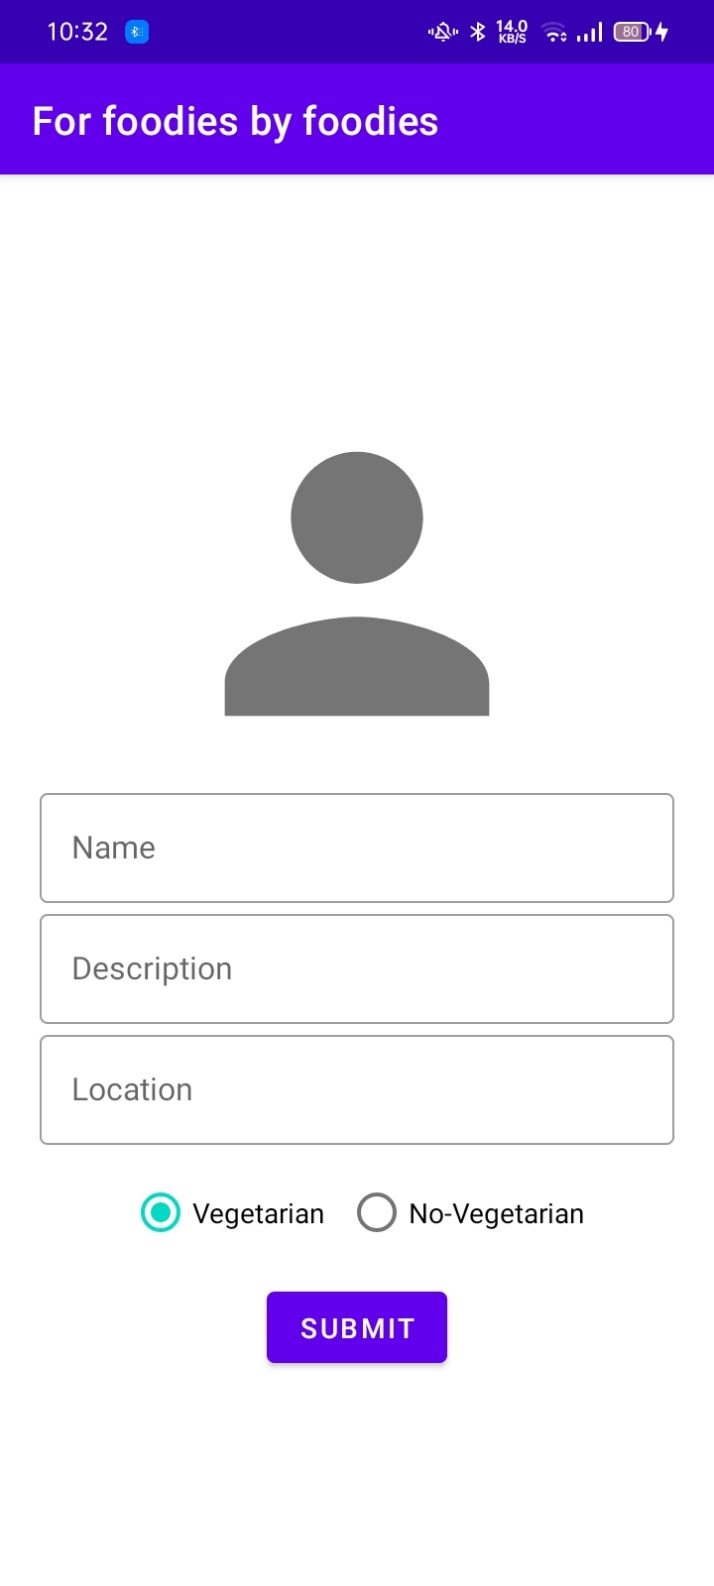 10:32 14.0 KB/S 80
For foodies by foodies
Name
Description
Location
Vegetarian No-Vegetarian
SUBMIT